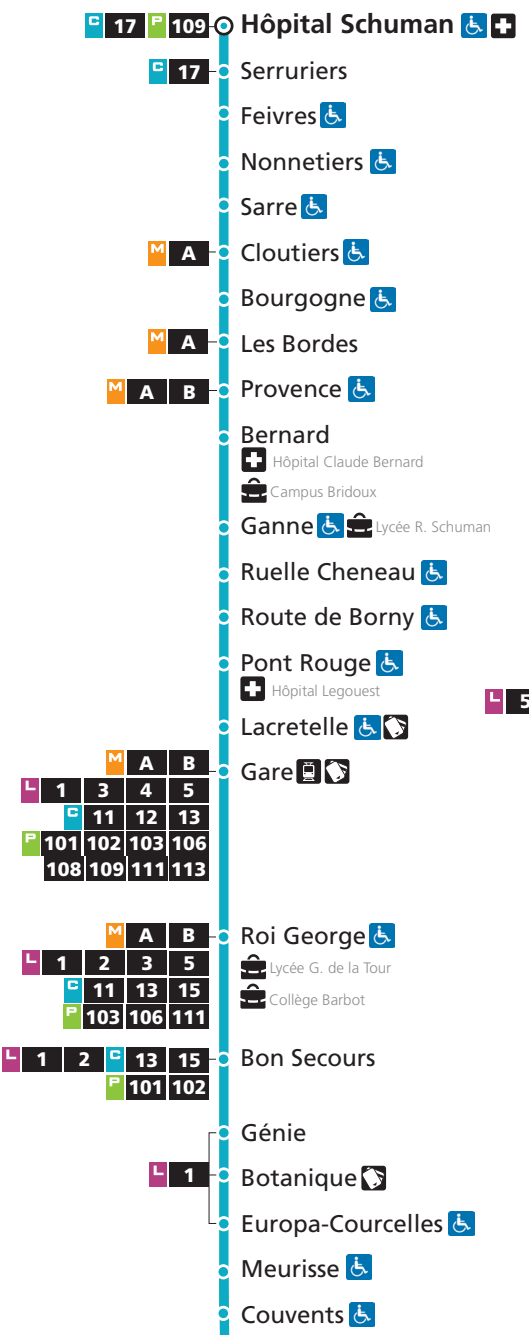 C 17 P 109 Hôpital Schuman
C 17 Serruriers
Feivres
Nonnetiers
Sarre
M A Cloutiers
Bourgogne
M A Les Bordes
M A B Provence
Bernard
Hôpital Claude Bernard
Campus Bridoux
Ganne Lycée R. Schuman
Ruelle Cheneau
Route de Borny
Pont Rouge
Hôpital Legouest
L 5
Lacretelle
M A B Gare
L 1 3 4 5
C 11 12 13
P 101 102 103 106
108 109 111 113
M A B Roi George
L 1 2 3 5 Lycée G. de la Tour
C 11 13 15 Collège Barbot
P 103 106 111
L 1 2 C 13 15 Bon Secours
P 101 102
Génie
L 1 Botanique
Europa-Courcelles
Meurisse
Couvents